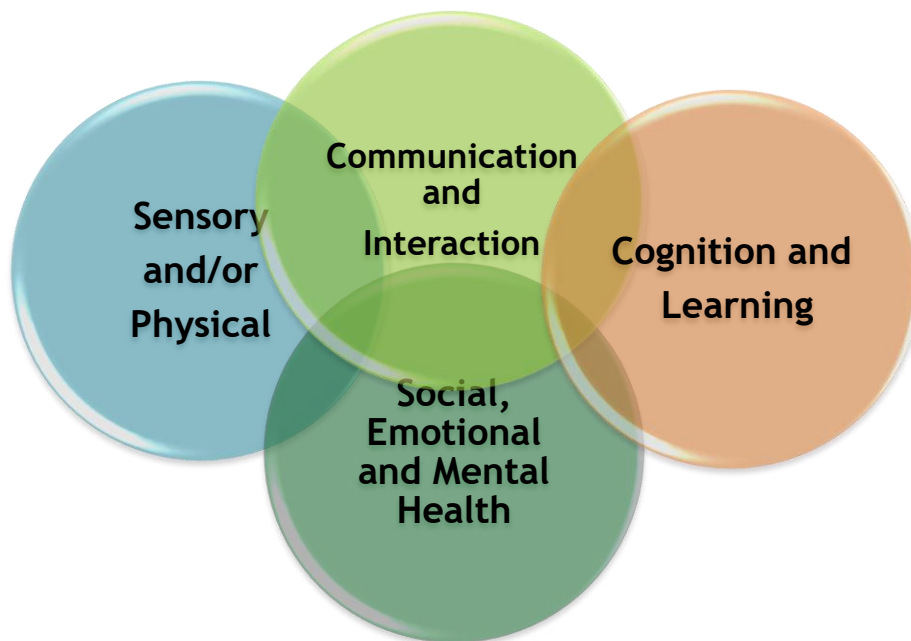 Communication
and
Interaction
Sensory
and/or
Physical
Cognition and
Learning
Social,
Emotional
and Mental
Health